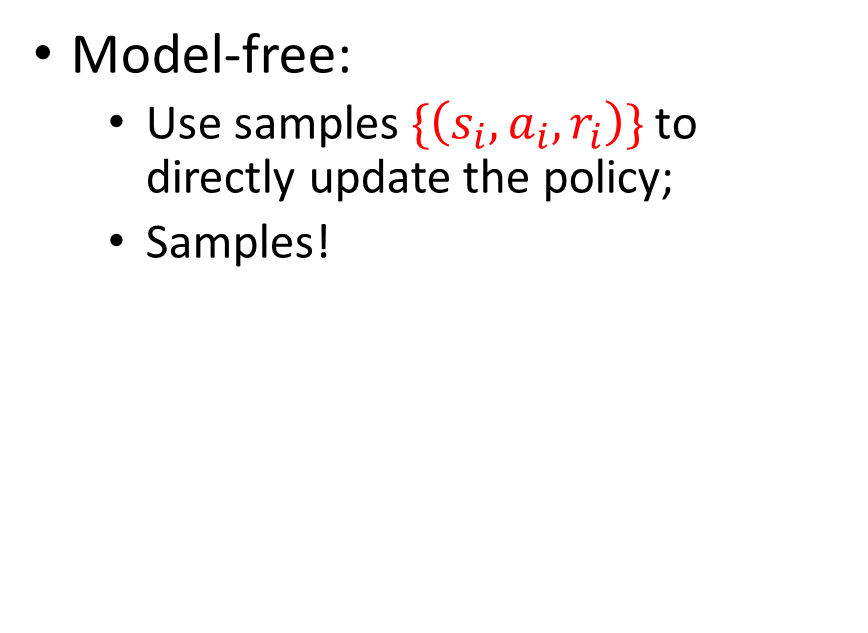 • Model-free:
• Use samples {(sᵢ, aᵢ, rᵢ)} to
directly update the policy;
• Samples!